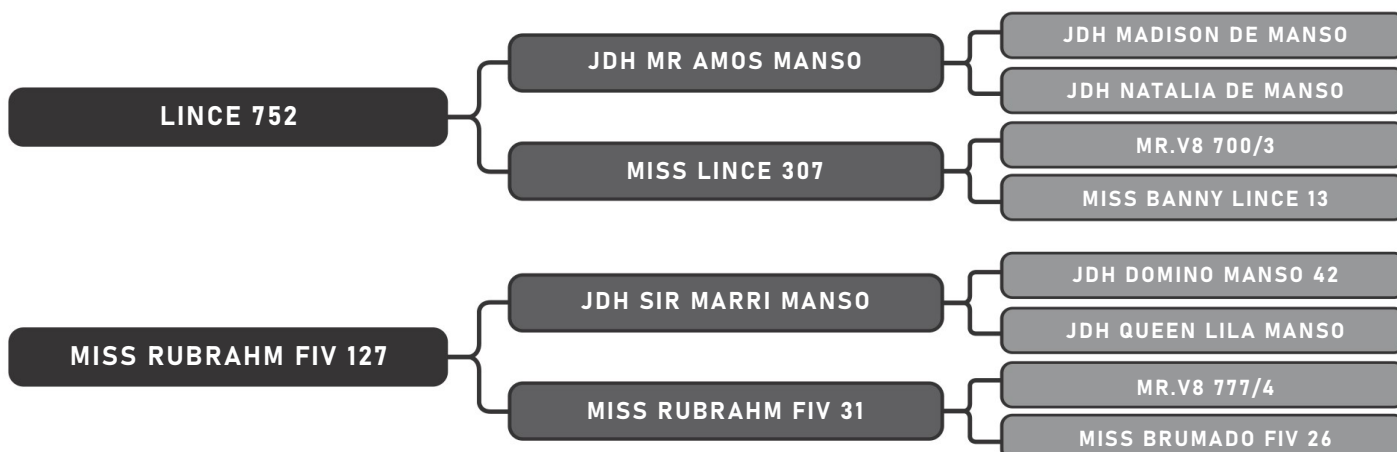 LINCE 752
JDH MR AMOS MANSO
JDH MADISON DE MANSO
JDH NATALIA DE MANSO
MISS LINCE 307
MR.V8 700/3
MISS BANNY LINCE 13
MISS RUBRAHM FIV 127
JDH SIR MARRI MANSO
JDH DOMINO MANSO 42
JDH QUEEN LILA MANSO
MISS RUBRAHM FIV 31
MR.V8 777/4
MISS BRUMADO FIV 26